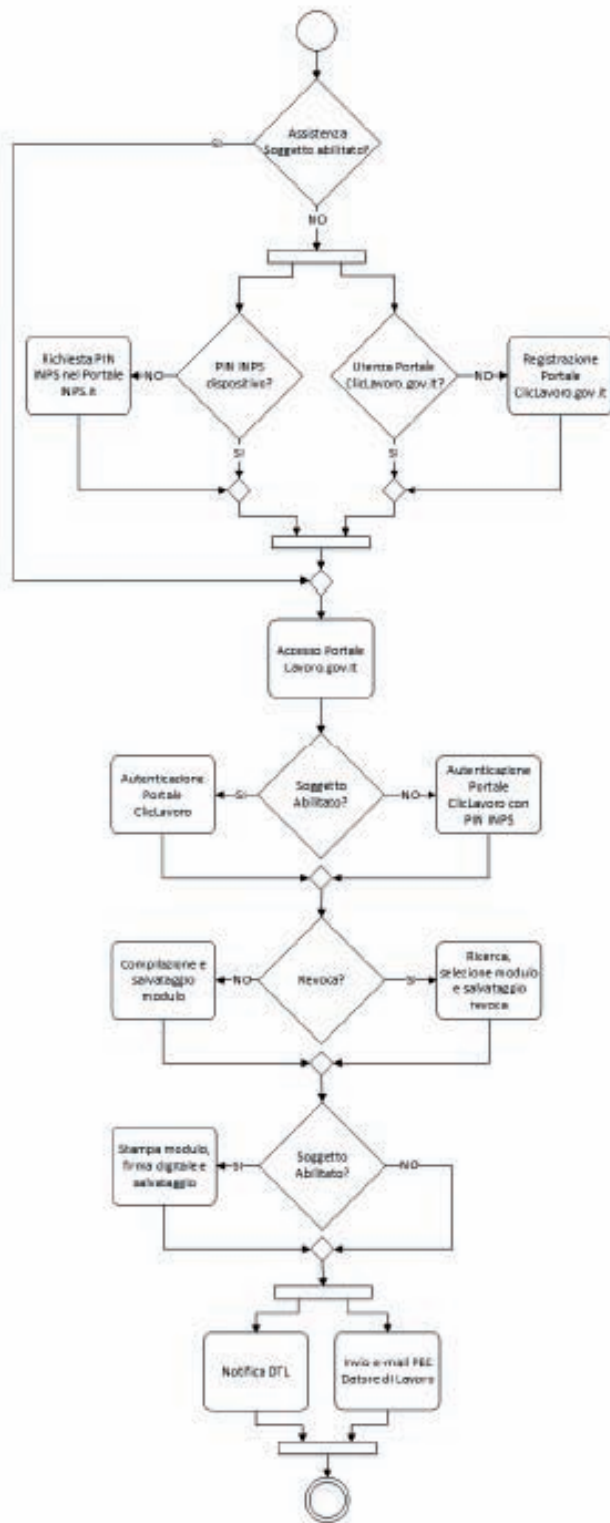 Assistenza
Soggetto abilitato?
SI
NO
Richiesta PIN
INPS nel Portale
INPS.it
NO
PIN INPS
dispositivo?
Utenza Portale
ClicLavoro.gov.it?
NO
Registrazione
Portale
ClicLavoro.gov.it
SI
SI
Accesso Portale
Lavoro.gov.it
Autenticazione
Portale
ClicLavoro
SI
Soggetto
Abilitato?
NO
Autenticazione
Portale
ClicLavoro con
PIN INPS
Compilazione e
salvataggio
modulo
NO
Revoca?
SI
Ricerca,
selezione modulo
e salvataggio
revoca
Stampa modulo,
firma digitale e
salvataggio
SI
Soggetto
Abilitato?
NO
Notifica DTL
Invio e-mail PEC
Datore di Lavoro